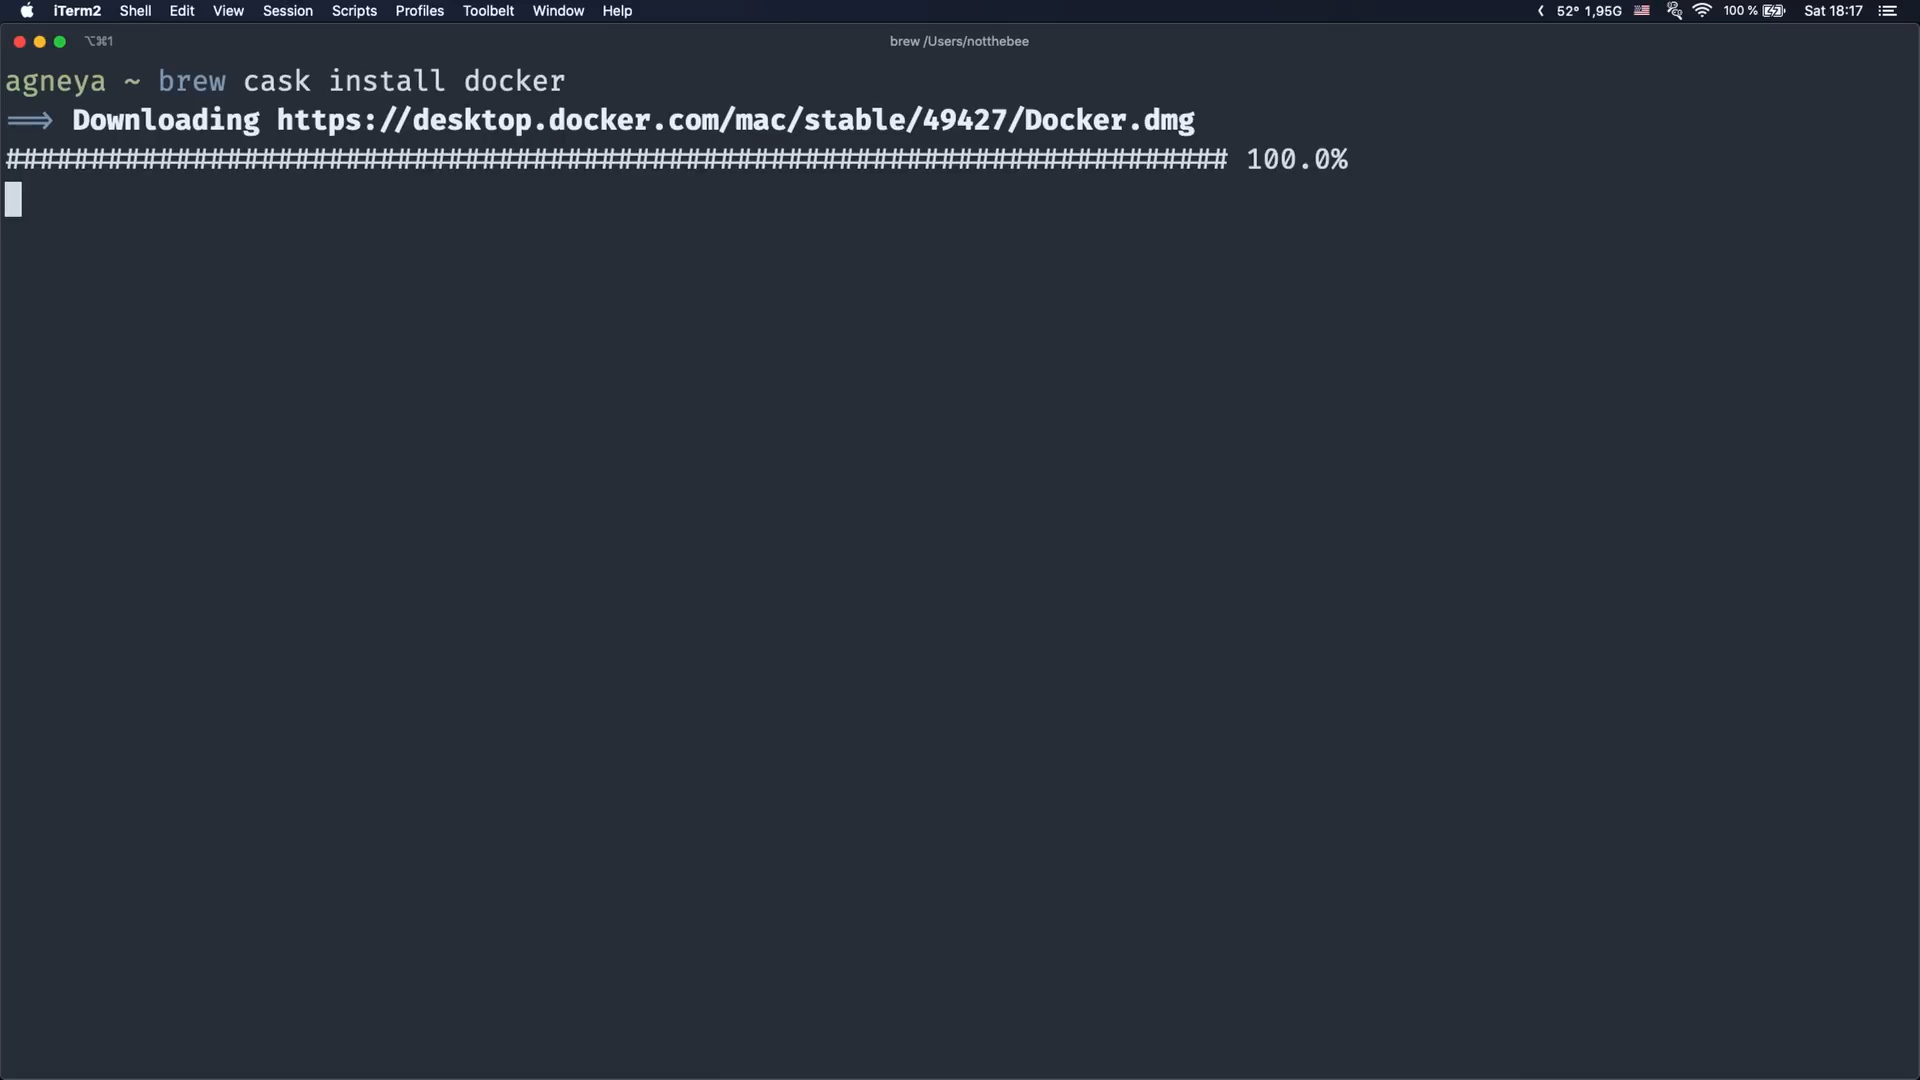 iTerm2 Shell Edit View Session Scripts Profiles Toolbelt Window Help 52° 1,95G 100 % Sat 18:17
⌥⌘1 brew /Users/notthebee
agneya ~ brew cask install docker
==> Downloading https://desktop.docker.com/mac/stable/49427/Docker.dmg
######################################################################## 100.0%